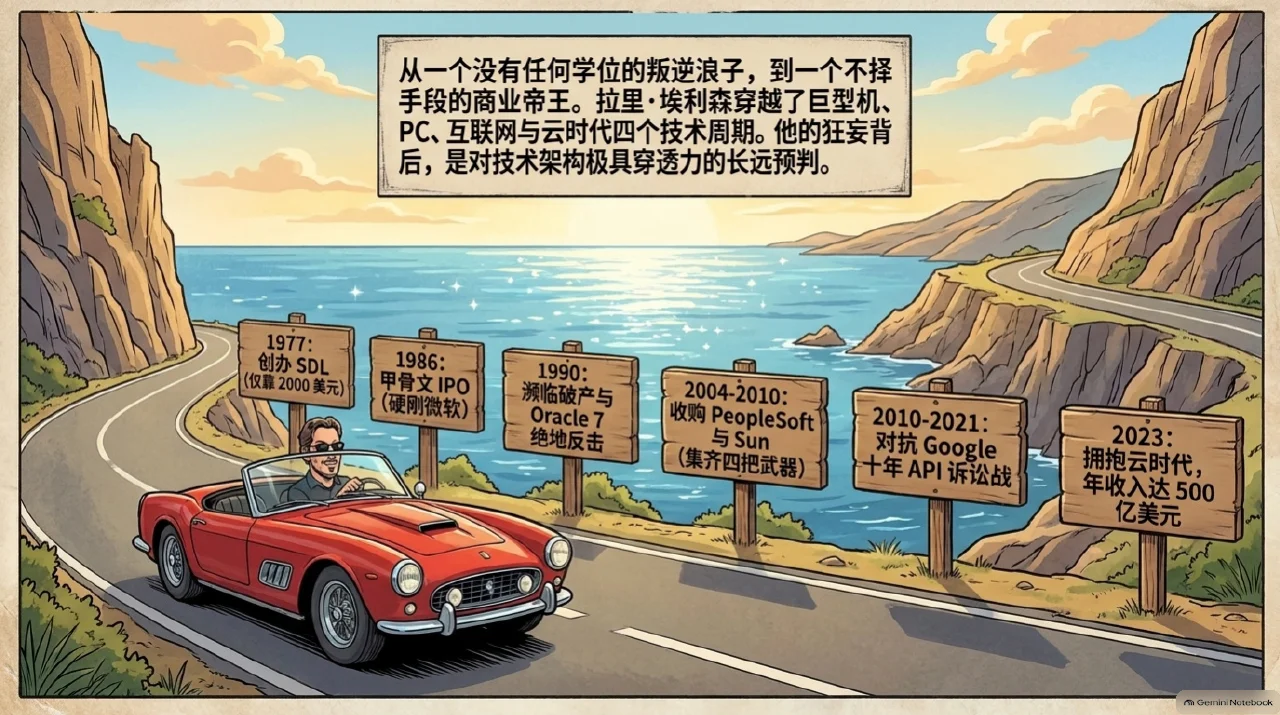 从一个没有任何学位的叛逆浪子，到一个不择
手段的商业帝王。拉里·埃利森穿越了巨型机、
PC、互联网与云时代四个技术周期。他的狂妄背
后，是对技术架构极具穿透力的长远预判。
1977：
创办 SDL
（仅靠 2000 美元）
1986：
甲骨文 IPO
（硬刚微软）
1990：
濒临破产与
Oracle 7
绝地反击
2004-2010：
收购 PeopleSoft
与 Sun
（集齐四把武器）
2010-2021：
对抗 Google
十年 API 诉讼战
2023：
拥抱云时代，
年收入达 500
亿美元
Gemini Notebook